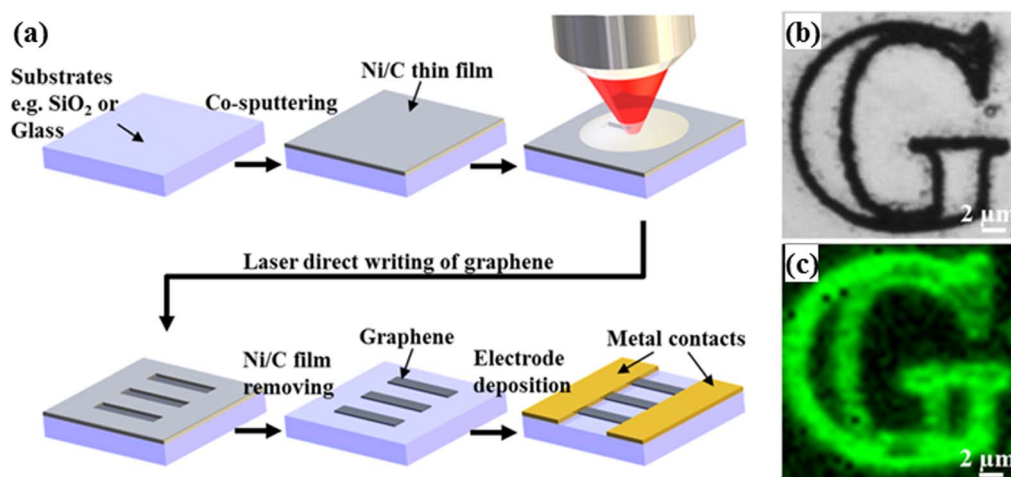 (a)
Substrates
e.g. SiO₂ or
Glass
Co-sputtering
Ni/C thin film
Laser direct writing of graphene
Ni/C film
removing
Graphene
Electrode
deposition
Metal contacts
(b)
G
2 μm
(c)
G
2 μm